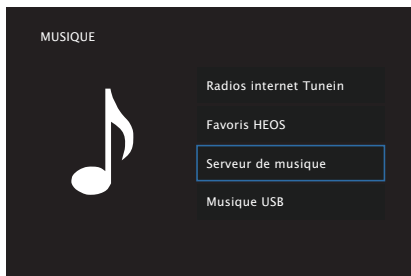 MUSIQUE
Radios internet Tunein
Favoris HEOS
Serveur de musique
Musique USB